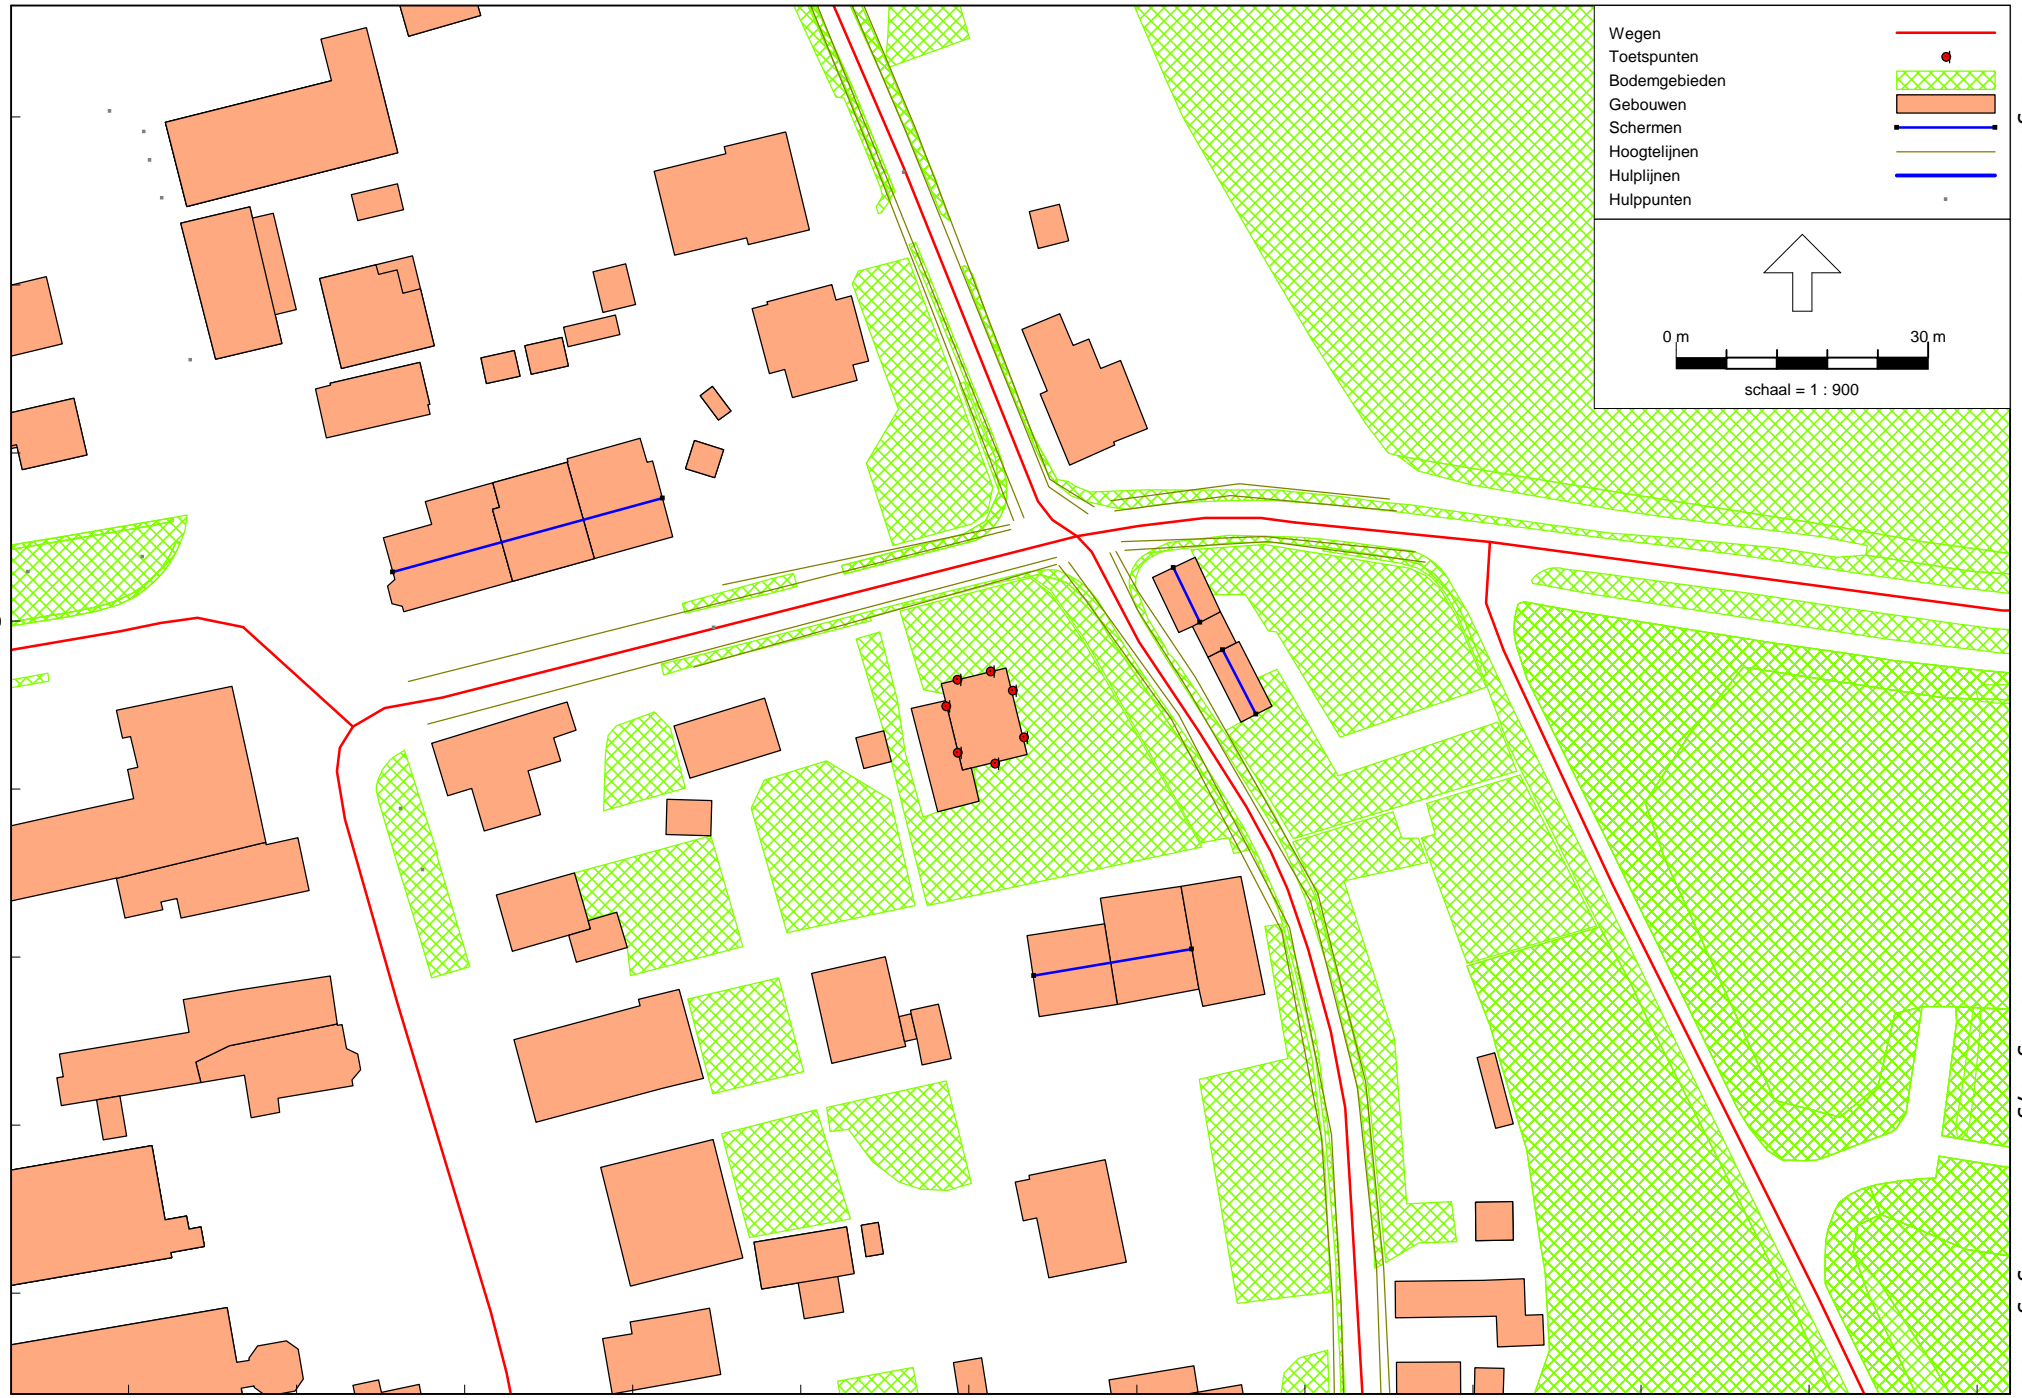 Wegen
Toetspunten
Bodemgebieden
Gebouwen
Schermen
Hoogtelijnen
Hulplijnen
Hulppunten
0 m 30 m
schaal = 1 : 900